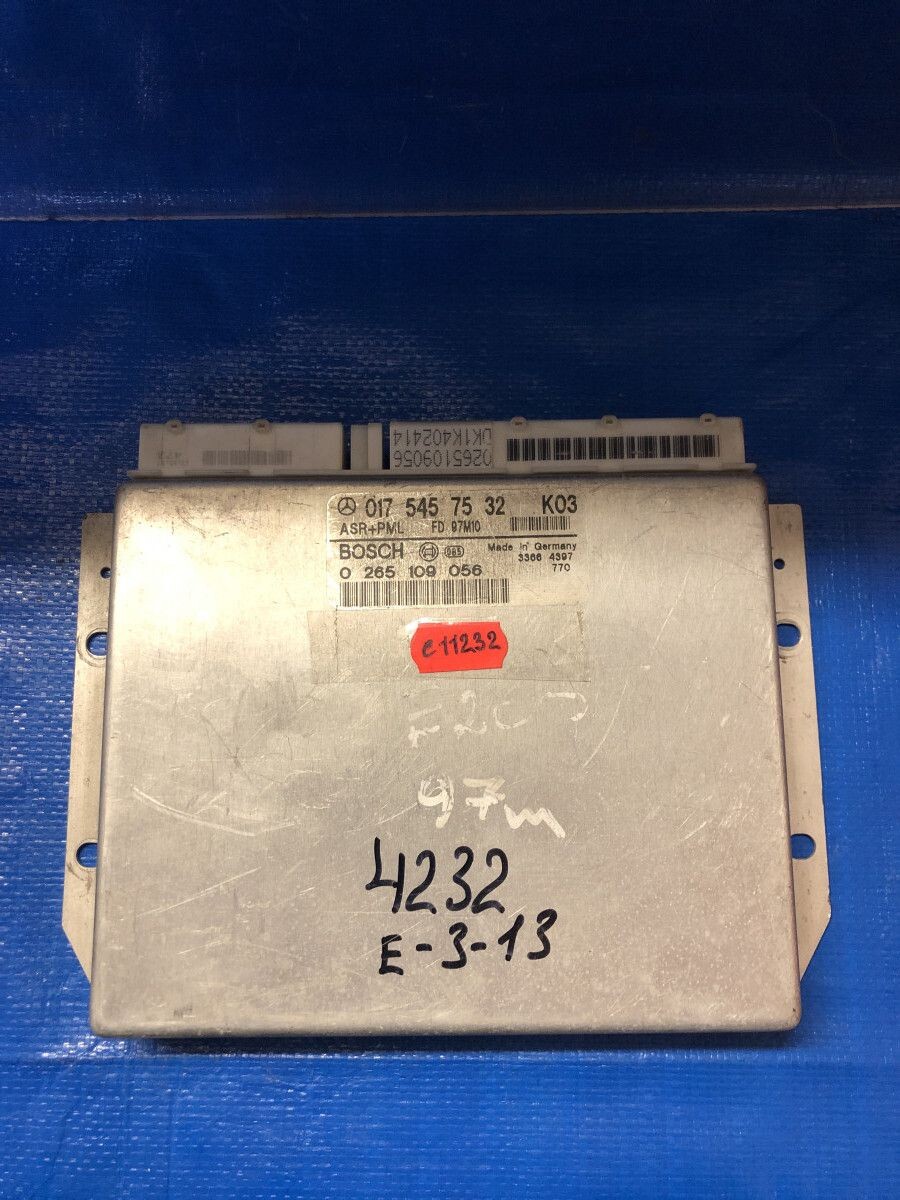 0265109056
DK1K402414
017 545 75 32 K03
ASR+PML FD 97M10
BOSCH 065 Made in Germany
3366 4397
0 265 109 056 770
e11232
97m
4232
E-3-13